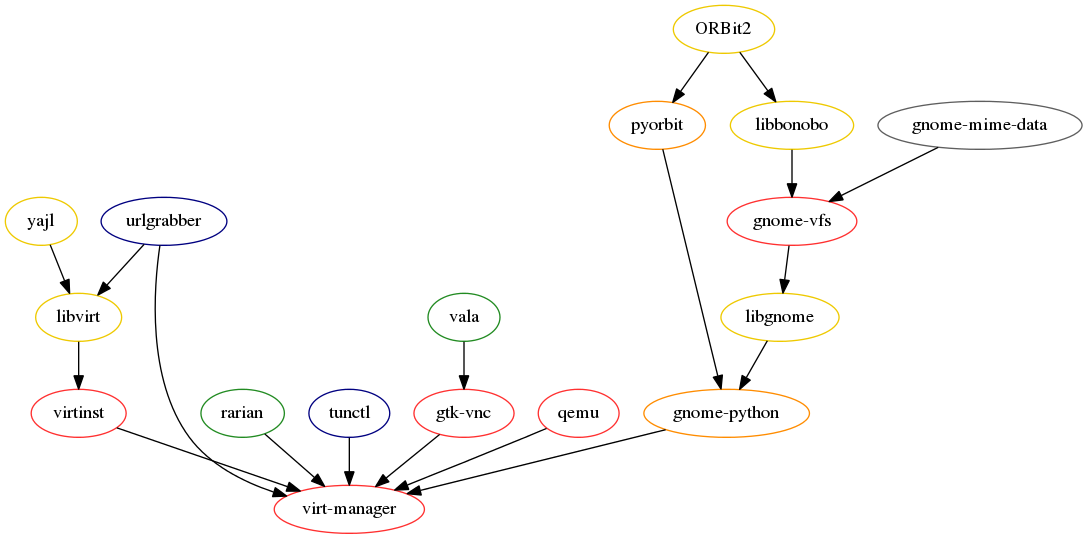 ORBit2
pyorbit
libbonobo
gnome-mime-data
yajl
urlgrabber
gnome-vfs
libvirt
vala
libgnome
virtinst
rarian
tunctl
gtk-vnc
qemu
gnome-python
virt-manager